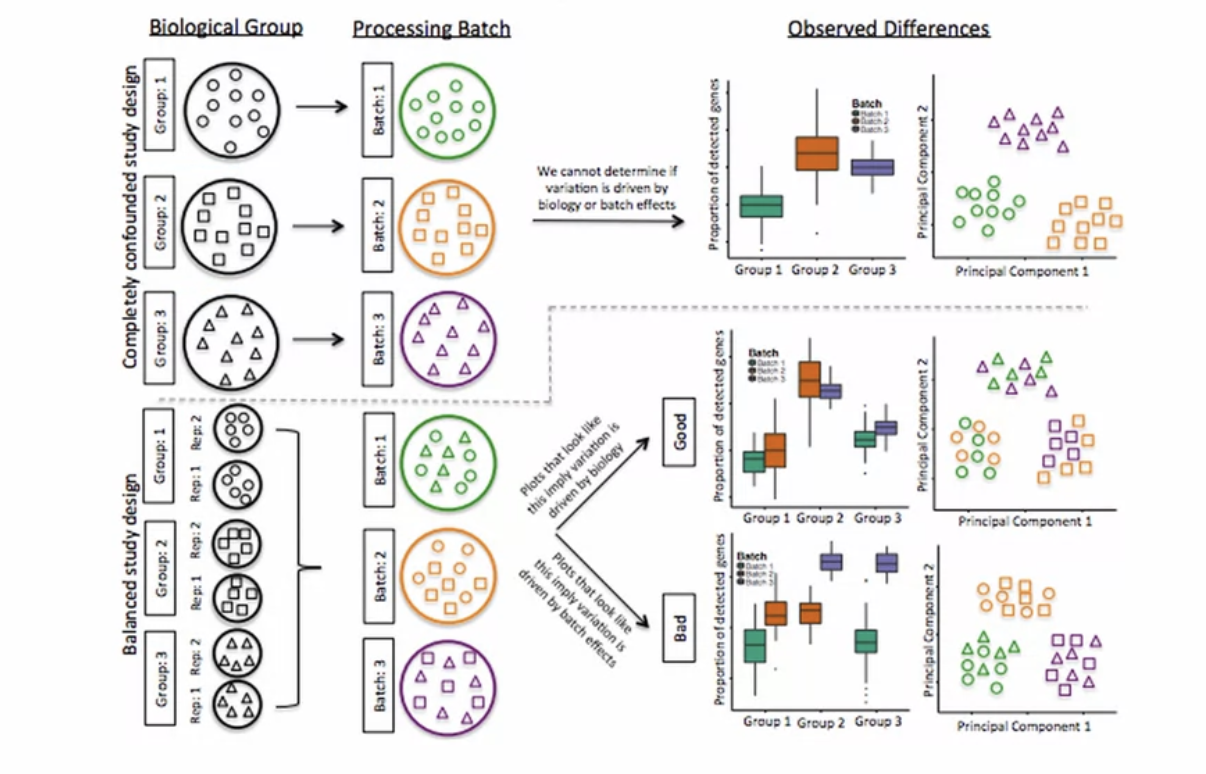 Biological Group
Processing Batch
Observed Differences
Completely confounded study design
Group: 1
Batch: 1
Group: 2
Batch: 2
Group: 3
Batch: 3
We cannot determine if
variation is driven by
biology or batch effects
Proportion of detected genes
Batch
Batch 1
Batch 2
Batch 3
Group 1
Group 2
Group 3
Principal Component 2
Principal Component 1
Balanced study design
Group: 1
Rep: 2
Rep: 1
Group: 2
Rep: 2
Rep: 1
Group: 3
Rep: 2
Rep: 1
Batch: 1
Batch: 2
Batch: 3
Plots that look like
this imply variation is
driven by biology
Good
Proportion of detected genes
Batch
Batch 1
Batch 2
Batch 3
Group 1
Group 2
Group 3
Principal Component 2
Principal Component 1
Plots that look like
this imply variation is
driven by batch effects
Bad
Proportion of detected genes
Batch
Batch 1
Batch 2
Batch 3
Group 1
Group 2
Group 3
Principal Component 2
Principal Component 1